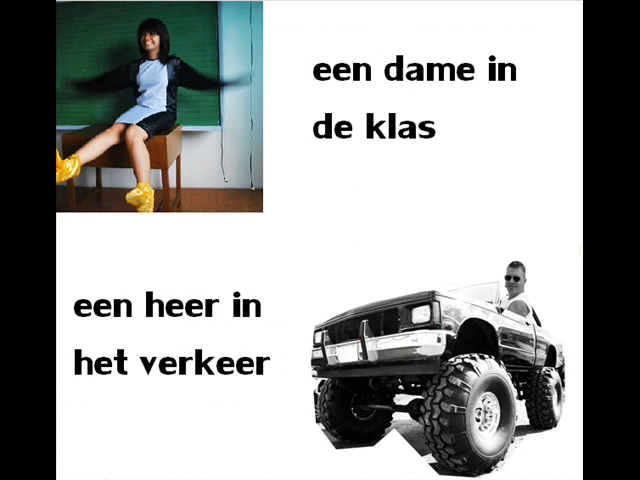 een dame in
de klas
een heer in
het verkeer